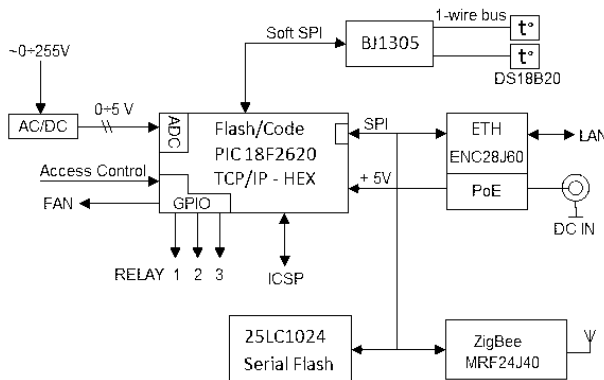 ~0÷255V
Soft SPI
1-wire bus
t°
BJ1305
t°
DS18B20
0÷5 V
AC/DC
ADC
Flash/Code
PIC 18F2620
TCP/IP - HEX
SPI
ETH
ENC28J60
LAN
Access Control
+ 5V
PoE
FAN
GPIO
DC IN
RELAY 1 2 3
ICSP
25LC1024
Serial Flash
ZigBee
MRF24J40